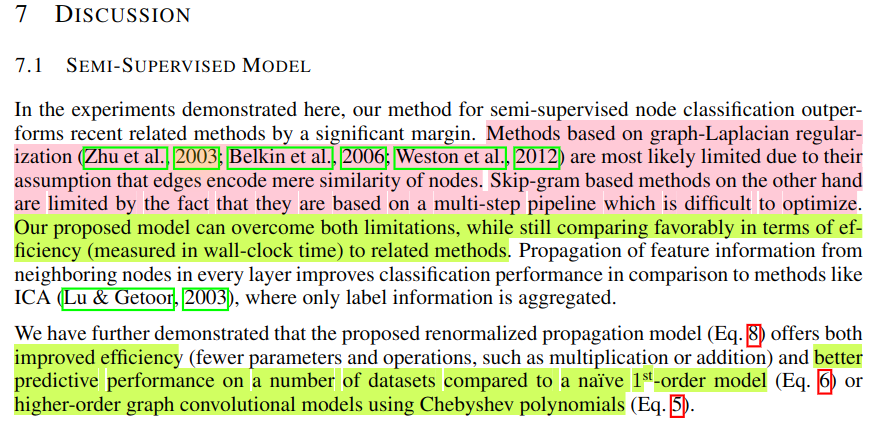 7 DISCUSSION
7.1 SEMI-SUPERVISED MODEL
In the experiments demonstrated here, our method for semi-supervised node classification outper-
forms recent related methods by a significant margin. Methods based on graph-Laplacian regular-
ization (Zhu et al., 2003; Belkin et al., 2006; Weston et al., 2012) are most likely limited due to their
assumption that edges encode mere similarity of nodes. Skip-gram based methods on the other hand
are limited by the fact that they are based on a multi-step pipeline which is difficult to optimize.
Our proposed model can overcome both limitations, while still comparing favorably in terms of ef-
ficiency (measured in wall-clock time) to related methods. Propagation of feature information from
neighboring nodes in every layer improves classification performance in comparison to methods like
ICA (Lu & Getoor, 2003), where only label information is aggregated.
We have further demonstrated that the proposed renormalized propagation model (Eq. 8) offers both
improved efficiency (fewer parameters and operations, such as multiplication or addition) and better
predictive performance on a number of datasets compared to a naïve 1st-order model (Eq. 6) or
higher-order graph convolutional models using Chebyshev polynomials (Eq. 5).